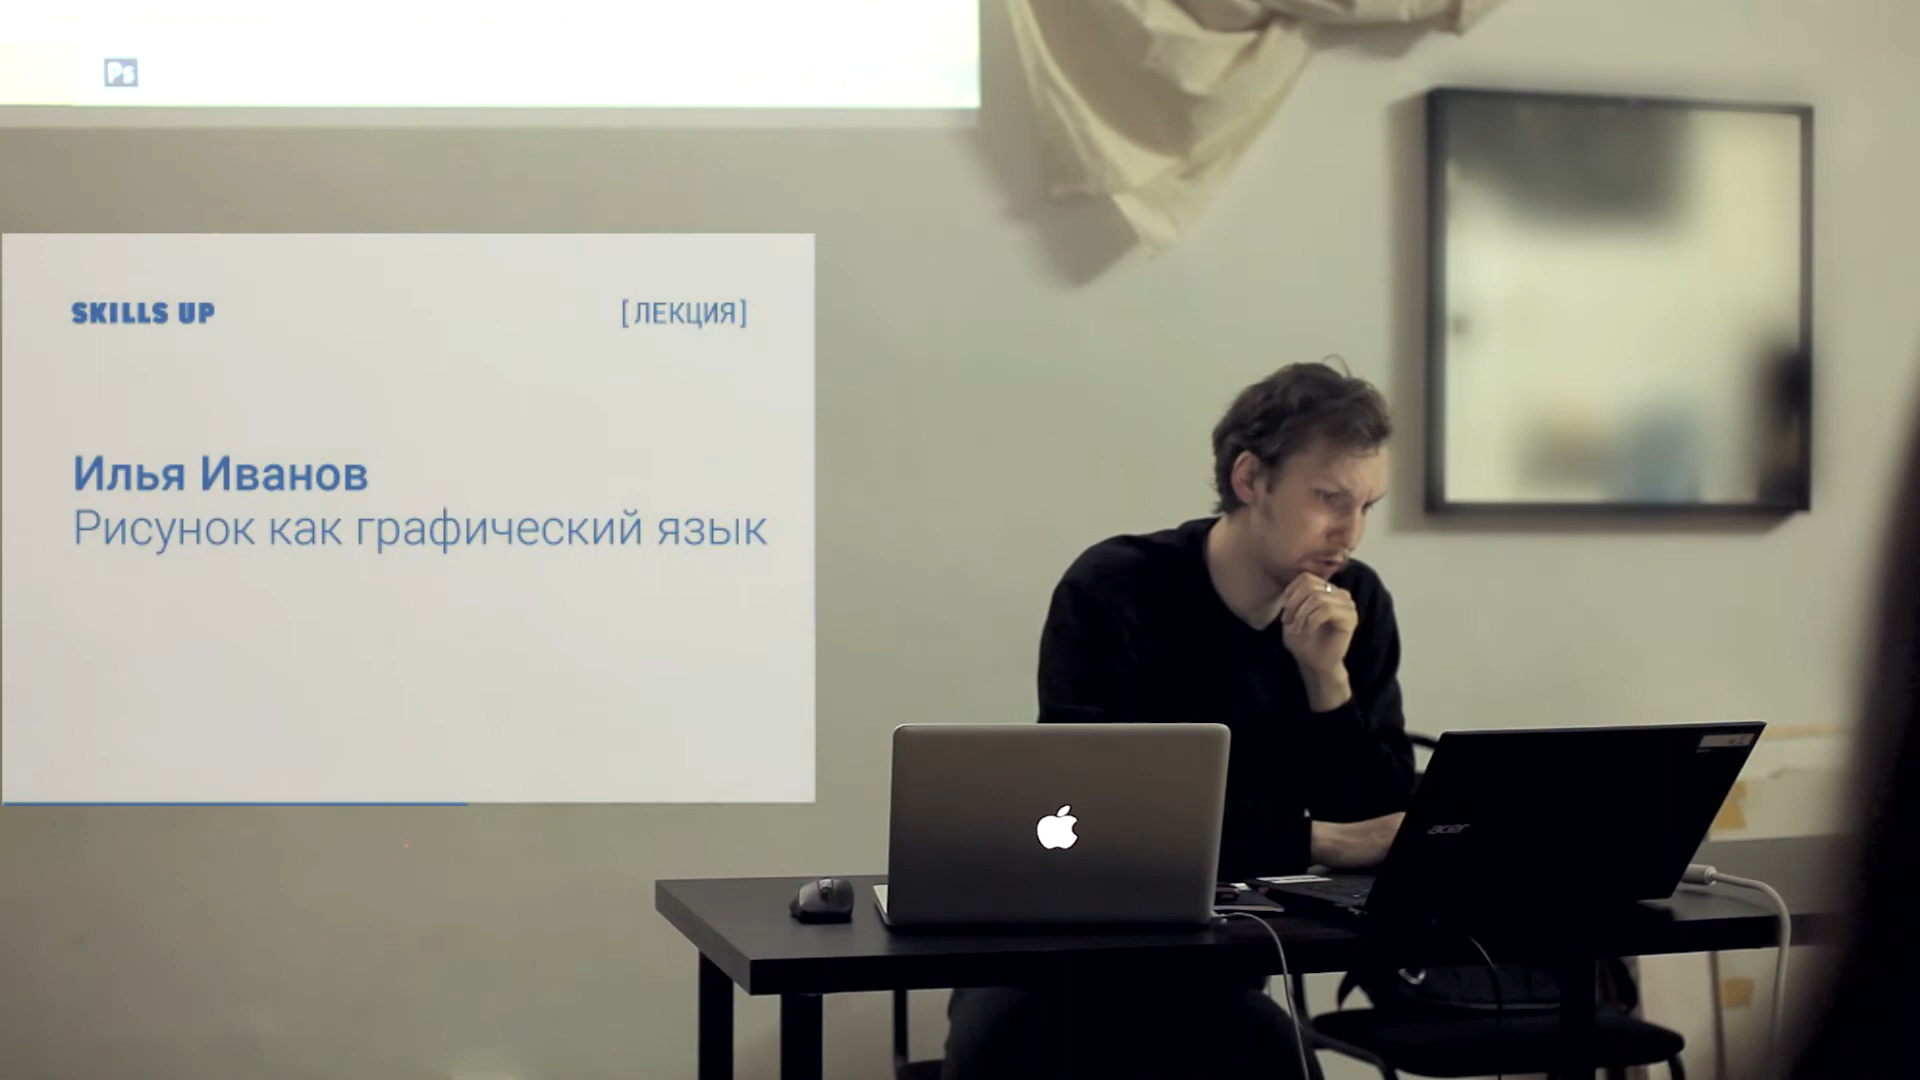 Ps
SKILLS UP
[ЛЕКЦИЯ]
Илья Иванов
Рисунок как графический язык
acer